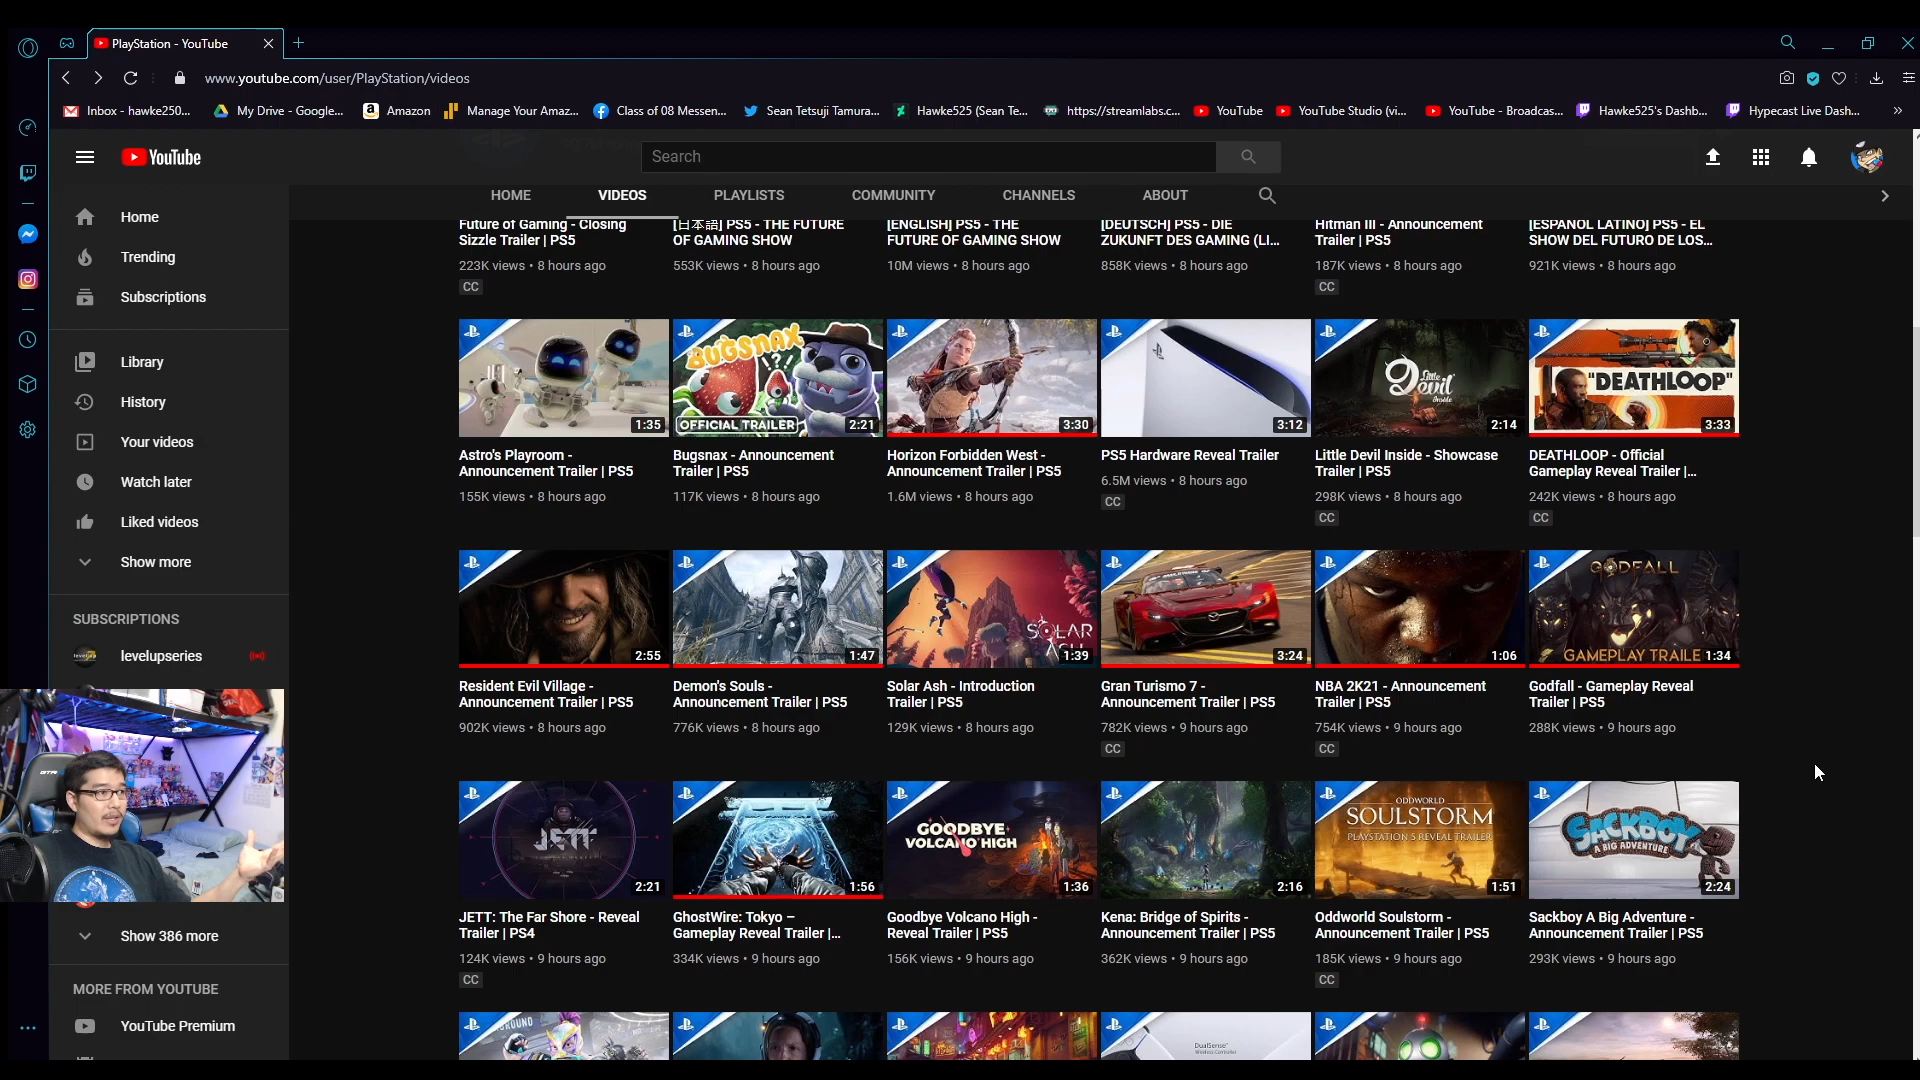 PlayStation - YouTube
www.youtube.com/user/PlayStation/videos
Inbox - hawke250...
My Drive - Google...
Amazon
Manage Your Amaz...
Class of 08 Messen...
Sean Tetsuji Tamura...
Hawke525 (Sean Te...
https://streamlabs.c...
YouTube
YouTube Studio (vi...
YouTube - Broadcas...
Hawke525's Dashb...
Hypecast Live Dash...
YouTube
Search
HOME
VIDEOS
PLAYLISTS
COMMUNITY
CHANNELS
ABOUT
Home
Trending
Subscriptions
Library
History
Your videos
Watch later
Liked videos
Show more
SUBSCRIPTIONS
levelupseries
Show 386 more
MORE FROM YOUTUBE
YouTube Premium
Future of Gaming - Closing
Sizzle Trailer | PS5
223K views • 8 hours ago
CC
[日本語] PS5 - THE FUTURE
OF GAMING SHOW
553K views • 8 hours ago
[ENGLISH] PS5 - THE
FUTURE OF GAMING SHOW
10M views • 8 hours ago
[DEUTSCH] PS5 - DIE
ZUKUNFT DES GAMING (LI...
858K views • 8 hours ago
Hitman III - Announcement
Trailer | PS5
187K views • 8 hours ago
CC
[ESPAÑOL LATINO] PS5 - EL
SHOW DEL FUTURO DE LOS...
921K views • 8 hours ago
1:35
Astro's Playroom -
Announcement Trailer | PS5
155K views • 8 hours ago
BUGSNAX
??
OFFICIAL TRAILER
2:21
Bugsnax - Announcement
Trailer | PS5
117K views • 8 hours ago
3:30
Horizon Forbidden West -
Announcement Trailer | PS5
1.6M views • 8 hours ago
3:12
PS5 Hardware Reveal Trailer
6.5M views • 8 hours ago
CC
Little
Devil
Inside
2:14
Little Devil Inside - Showcase
Trailer | PS5
298K views • 8 hours ago
CC
"DEATHLOOP"
3:33
DEATHLOOP - Official
Gameplay Reveal Trailer |...
242K views • 8 hours ago
CC
2:55
Resident Evil Village -
Announcement Trailer | PS5
902K views • 8 hours ago
1:47
Demon's Souls -
Announcement Trailer | PS5
776K views • 8 hours ago
SOLAR
ASH
1:39
Solar Ash - Introduction
Trailer | PS5
129K views • 8 hours ago
3:24
Gran Turismo 7 -
Announcement Trailer | PS5
782K views • 9 hours ago
CC
1:06
NBA 2K21 - Announcement
Trailer | PS5
754K views • 9 hours ago
CC
GODFALL
GAMEPLAY TRAILE
1:34
Godfall - Gameplay Reveal
Trailer | PS5
288K views • 9 hours ago
JETT
2:21
JETT: The Far Shore - Reveal
Trailer | PS4
124K views • 9 hours ago
CC
1:56
GhostWire: Tokyo –
Gameplay Reveal Trailer |...
334K views • 9 hours ago
GOODBYE
VOLCANO HIGH
1:36
Goodbye Volcano High -
Reveal Trailer | PS5
156K views • 9 hours ago
2:16
Kena: Bridge of Spirits -
Announcement Trailer | PS5
362K views • 9 hours ago
ODDWORLD
SOULSTORM
PLAYSTATION 5 REVEAL TRAILER
1:51
Oddworld Soulstorm -
Announcement Trailer | PS5
185K views • 9 hours ago
CC
SACKBOY
A BIG ADVENTURE
2:24
Sackboy A Big Adventure -
Announcement Trailer | PS5
293K views • 9 hours ago
DualSense
Wireless Controller